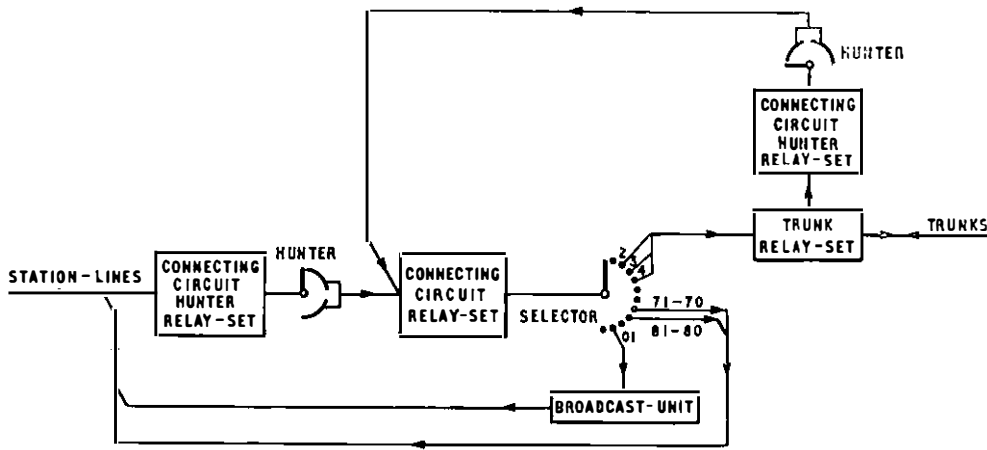 HUNTER
CONNECTING
CIRCUIT
HUNTER
RELAY-SET
TRUNK
RELAY-SET
TRUNKS
STATION-LINES
CONNECTING
CIRCUIT
HUNTER
RELAY-SET
HUNTER
CONNECTING
CIRCUIT
RELAY-SET
SELECTOR
2
3
4
71-70
81-80
01
BROADCAST-UNIT